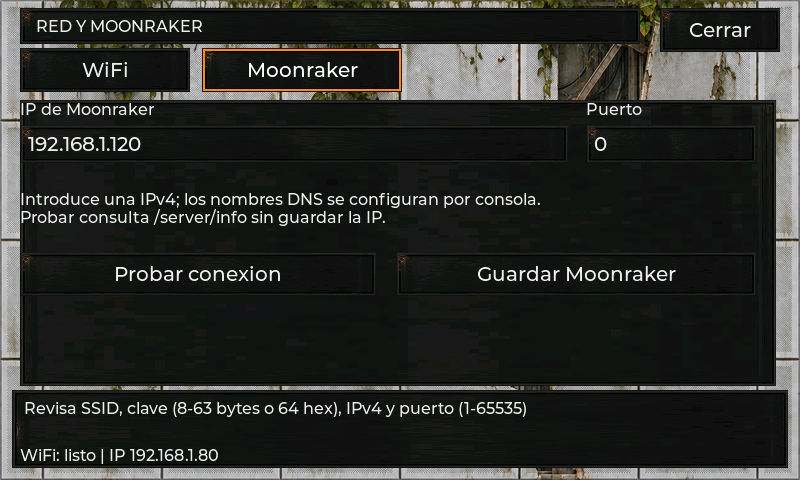 RED Y MOONRAKER
Cerrar
WiFi
Moonraker
IP de Moonraker
Puerto
192.168.1.120
0
Introduce una IPv4; los nombres DNS se configuran por consola.
Probar consulta /server/info sin guardar la IP.
Probar conexion
Guardar Moonraker
Revisa SSID, clave (8-63 bytes o 64 hex), IPv4 y puerto (1-65535)
WiFi: listo | IP 192.168.1.80